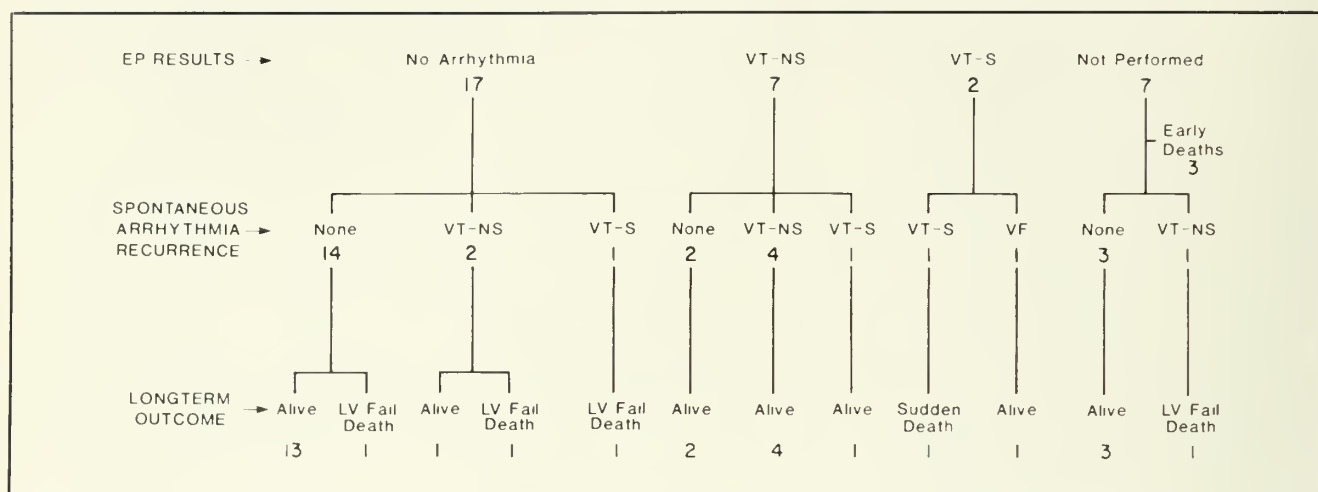 EP RESULTS → No Arrhythmia VT-NS VT-S Not Performed
17 7 2 7
Early
Deaths
3
SPONTANEOUS
ARRHYTHMIA →
RECURRENCE
None VT-NS VT-S None VT-NS VT-S VT-S VF None VT-NS
14 2 1 2 4 1 1 1 3 1
LONGTERM →
OUTCOME
Alive LV Fail Alive LV Fail LV Fail Alive Alive Alive Sudden Alive Alive LV Fail
Death Death Death Death Death
13 1 1 1 1 2 4 1 1 1 3 1